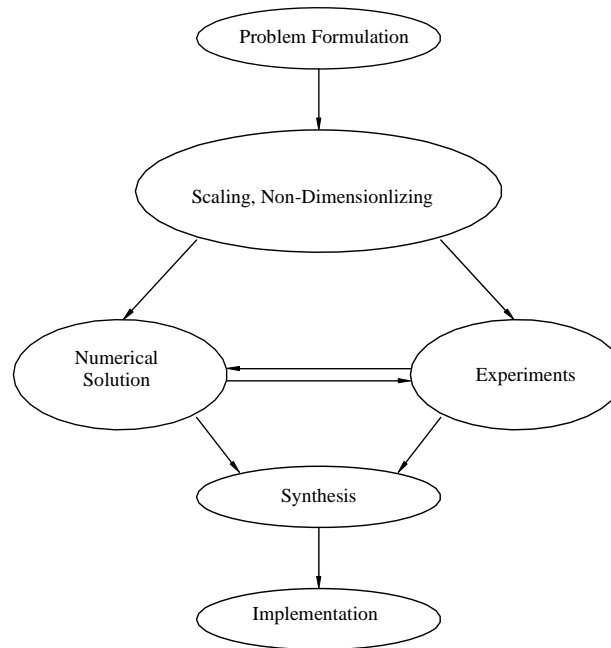 Problem Formulation
Scaling, Non-Dimensionlizing
Numerical
Solution
Experiments
Synthesis
Implementation